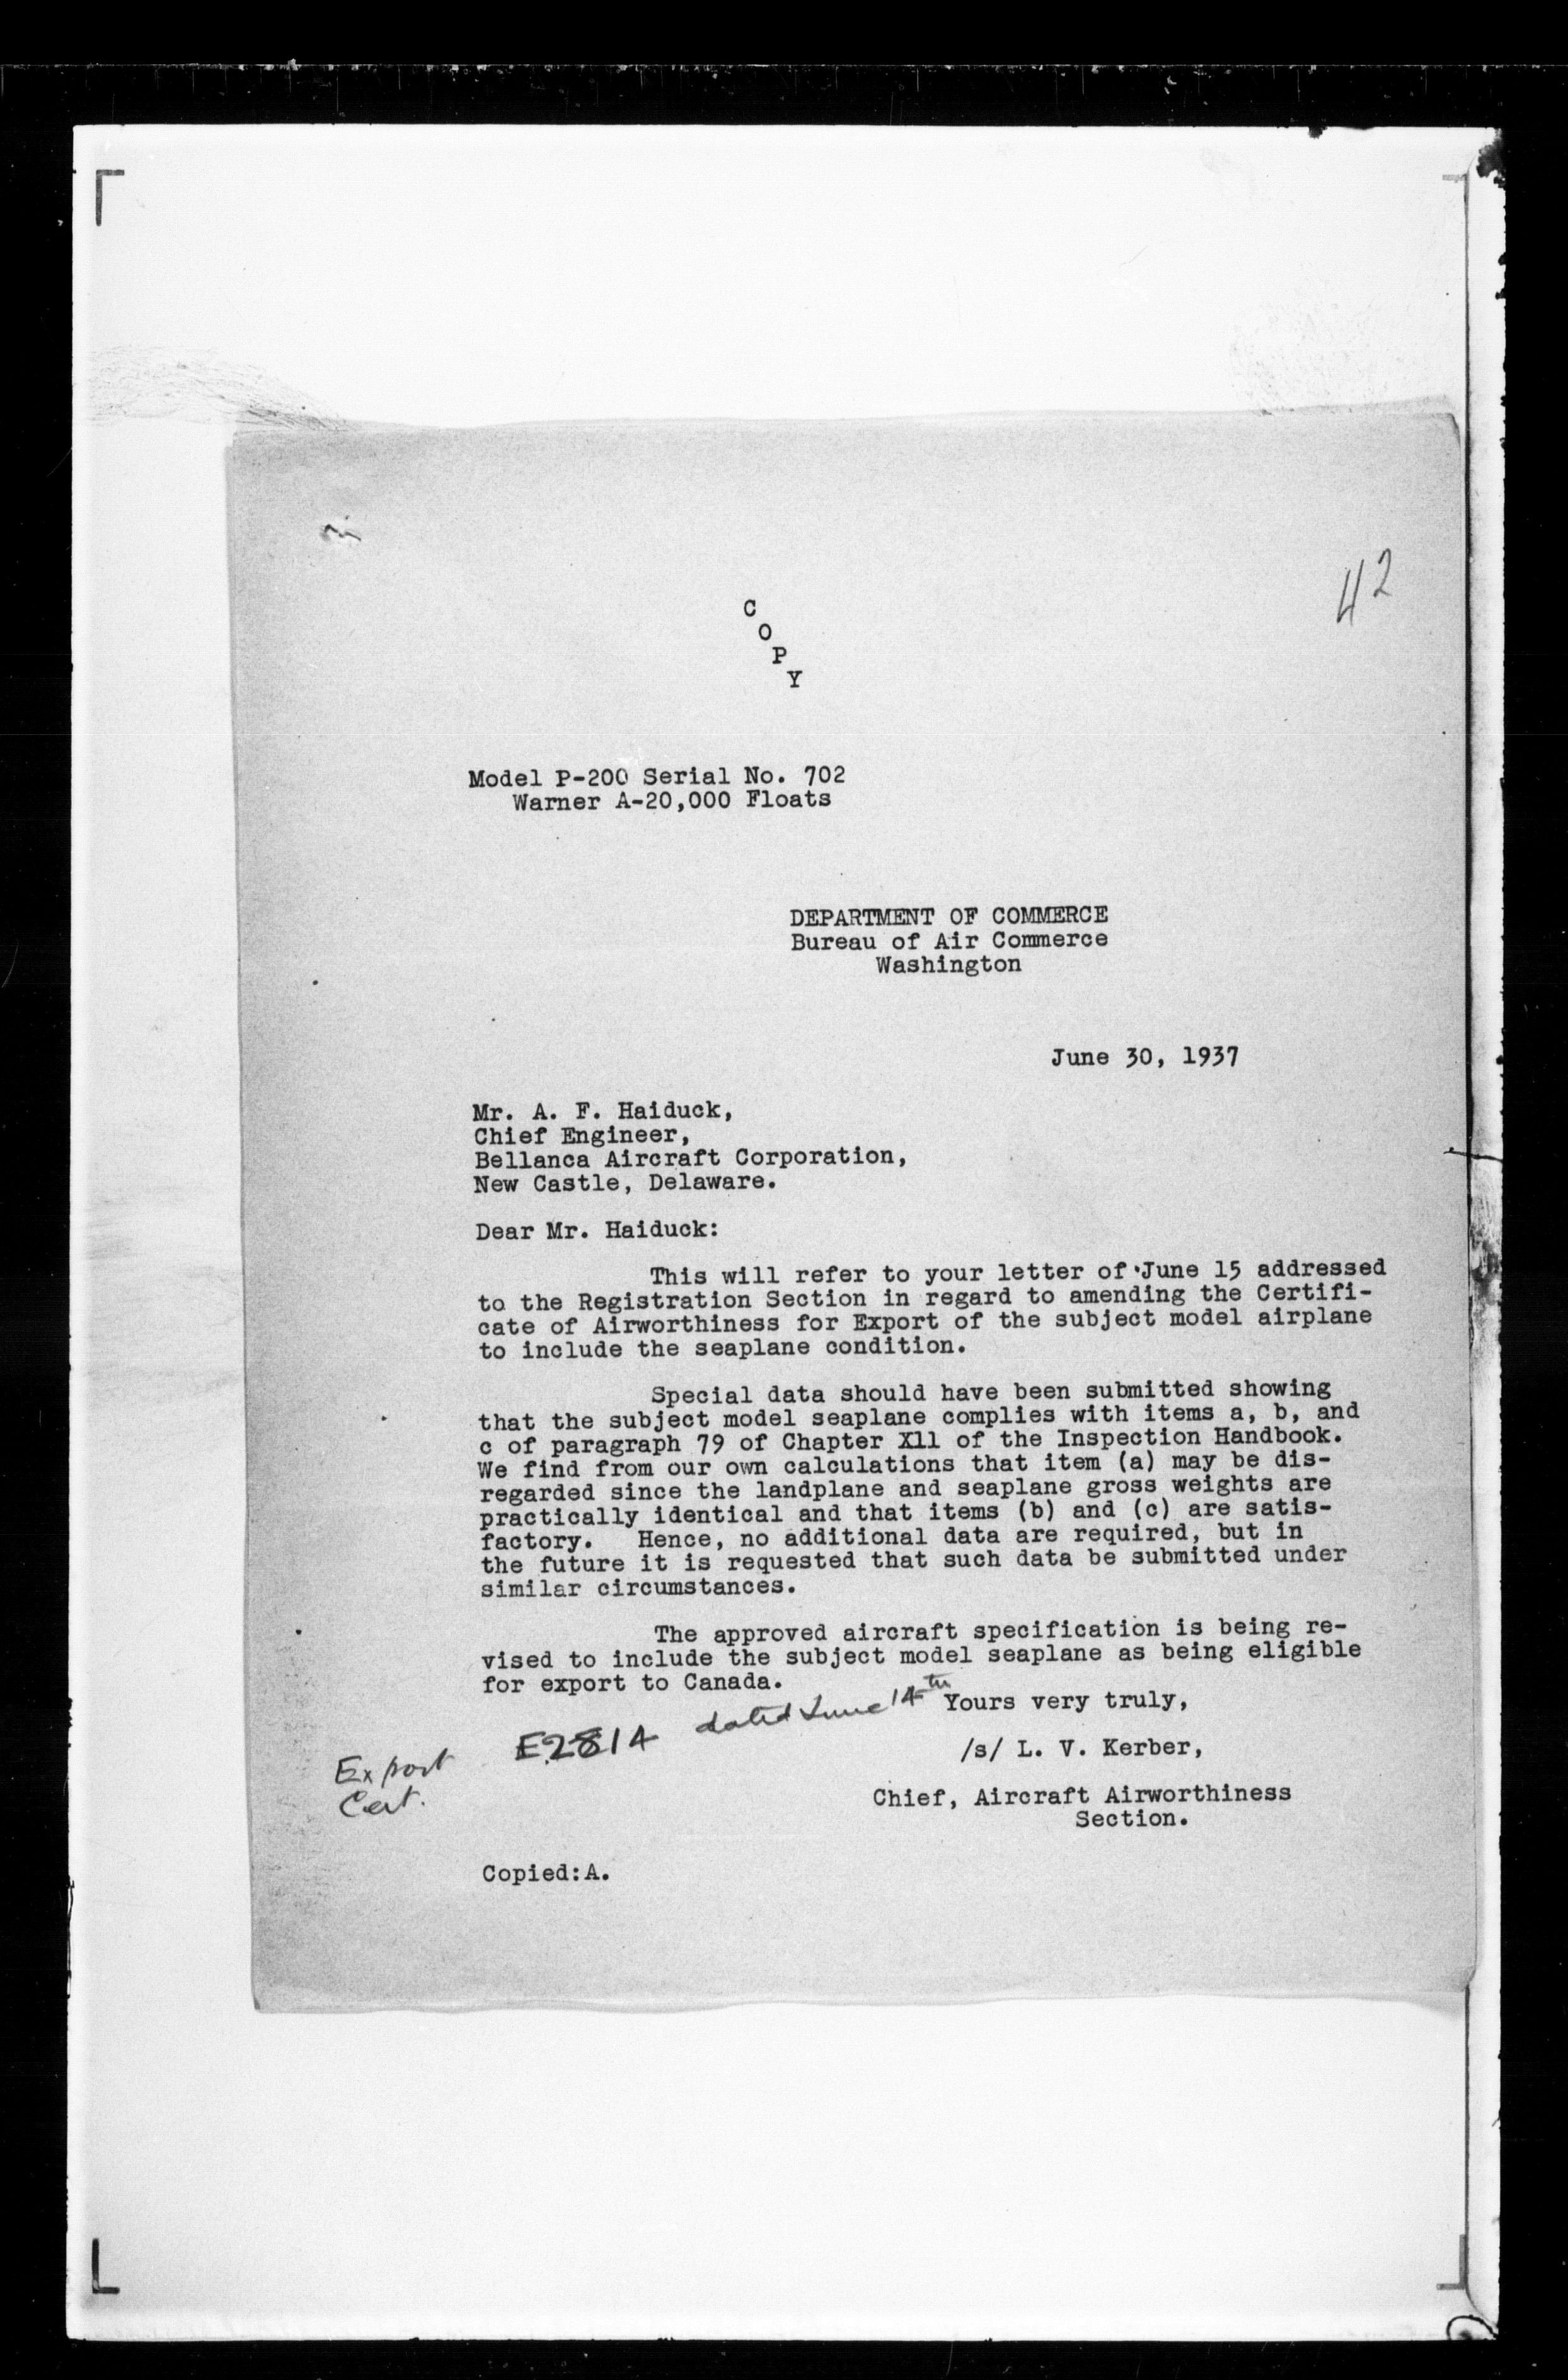 42
C
O
P
Y
Model P-200 Serial No. 702
Warner A-20,000 Floats
DEPARTMENT OF COMMERCE
Bureau of Air Commerce
Washington
June 30, 1937
Mr. A. F. Haiduck,
Chief Engineer,
Bellanca Aircraft Corporation,
New Castle, Delaware.
Dear Mr. Haiduck:
This will refer to your letter of June 15 addressed
to the Registration Section in regard to amending the Certifi-
cate of Airworthiness for Export of the subject model airplane
to include the seaplane condition.
Special data should have been submitted showing
that the subject model seaplane complies with items a, b, and
c of paragraph 79 of Chapter X11 of the Inspection Handbook.
We find from our own calculations that item (a) may be dis-
regarded since the landplane and seaplane gross weights are
practically identical and that items (b) and (c) are satis-
factory. Hence, no additional data are required, but in
the future it is requested that such data be submitted under
similar circumstances.
The approved aircraft specification is being re-
vised to include the subject model seaplane as being eligible
for export to Canada.
Yours very truly,
Export E2814 dated June 14th
Cert.
/s/ L. V. Kerber,
Chief, Aircraft Airworthiness
Section.
Copied:A.